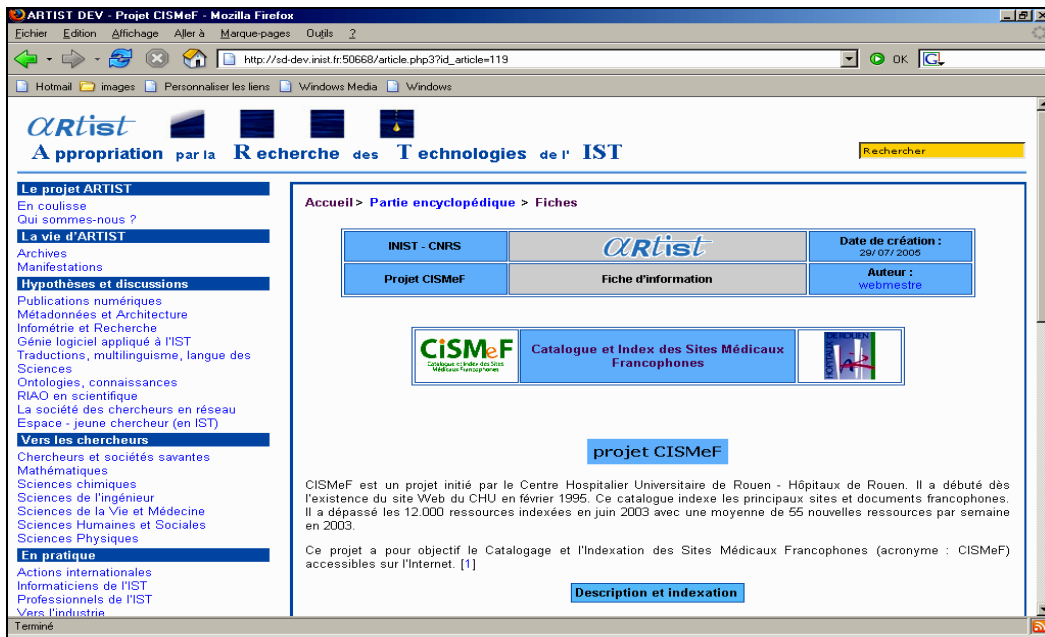 ARTIST DEV - Projet CISMeF - Mozilla Firefox
Fichier Edition Affichage Aller à Marque-pages Outils ?
http://sd-dev.inist.fr:50668/article.php3?id_article=119
OK
Hotmail images Personnaliser les liens Windows Media Windows
aRtist
Appropriation par la Recherche des Technologies de l' IST
Rechercher
Le projet ARTIST
En coulisse
Qui sommes-nous ?
La vie d'ARTIST
Archives
Manifestations
Hypothèses et discussions
Publications numériques
Métadonnées et Architecture
Infométrie et Recherche
Génie logiciel appliqué à l'IST
Traductions, multilinguisme, langue des
Sciences
Ontologies, connaissances
RIAO en scientifique
La société des chercheurs en réseau
Espace - jeune chercheur (en IST)
Vers les chercheurs
Chercheurs et sociétés savantes
Mathématiques
Sciences chimiques
Sciences de l'ingénieur
Sciences de la Vie et Médecine
Sciences Humaines et Sociales
Sciences Physiques
En pratique
Actions internationales
Informaticiens de l'IST
Professionnels de l'IST
Vers l'industrie
Accueil > Partie encyclopédique > Fiches
INIST - CNRS
aRtist
Date de création :
29/07/2005
Projet CISMeF
Fiche d'information
Auteur :
webmestre
CiSMeF
Catalogue et Index des Sites
Médicaux Francophones
Catalogue et Index des Sites Médicaux
Francophones
HOPITAUX
DE ROUEN
projet CISMeF
CISMeF est un projet initié par le Centre Hospitalier Universitaire de Rouen - Hôpitaux de Rouen. Il a débuté dès
l'existence du site Web du CHU en février 1995. Ce catalogue indexe les principaux sites et documents francophones.
Il a dépassé les 12.000 ressources indexées en juin 2003 avec une moyenne de 55 nouvelles ressources par semaine
en 2003.
Ce projet a pour objectif le Catalogage et l'Indexation des Sites Médicaux Francophones (acronyme : CISMeF)
accessibles sur l'Internet. [1]
Description et indexation
Terminé